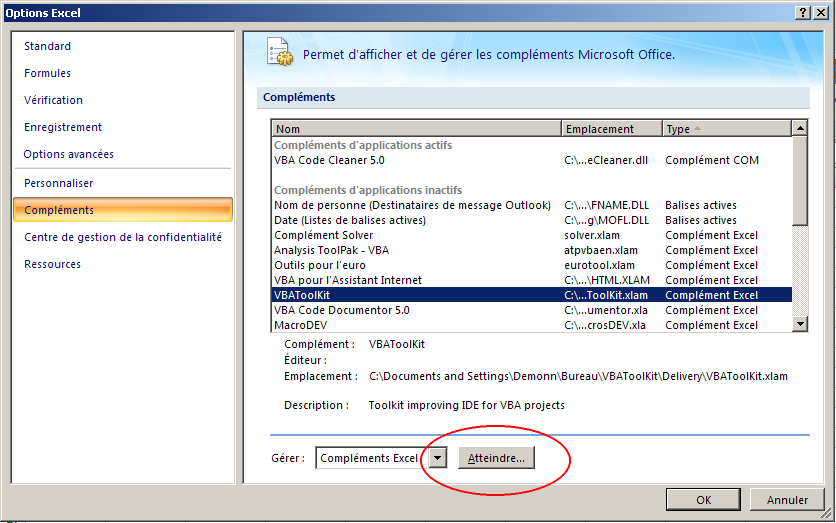 Options Excel
Standard
Formules
Vérification
Enregistrement
Options avancées
Personnaliser
Compléments
Centre de gestion de la confidentialité
Ressources
Permet d'afficher et de gérer les compléments Microsoft Office.
Compléments
Nom Emplacement Type
Compléments d'applications actifs
VBA Code Cleaner 5.0 C:\...eCleaner.dll Complément COM
Compléments d'applications inactifs
Nom de personne (Destinataires de message Outlook) C:\...\FNAME.DLL Balises actives
Date (Listes de balises actives) C:\...g\MOFL.DLL Balises actives
Complément Solver solver.xlam Complément Excel
Analysis ToolPak - VBA atpvbaen.xlam Complément Excel
Outils pour l'euro eurotool.xlam Complément Excel
VBA pour l'Assistant Internet C:\...\HTML.XLAM Complément Excel
VBAToolKit C:\...ToolKit.xlam Complément Excel
VBA Code Documentor 5.0 C:\...umentor.xla Complément Excel
MacroDEV C:\...crosDEV.xla Complément Excel
Complément : VBAToolKit
Éditeur :
Emplacement : C:\Documents and Settings\Demonn\Bureau\VBAToolKit\Delivery\VBAToolKit.xlam
Description : Toolkit improving IDE for VBA projects
Gérer : Compléments Excel Atteindre...
OK Annuler